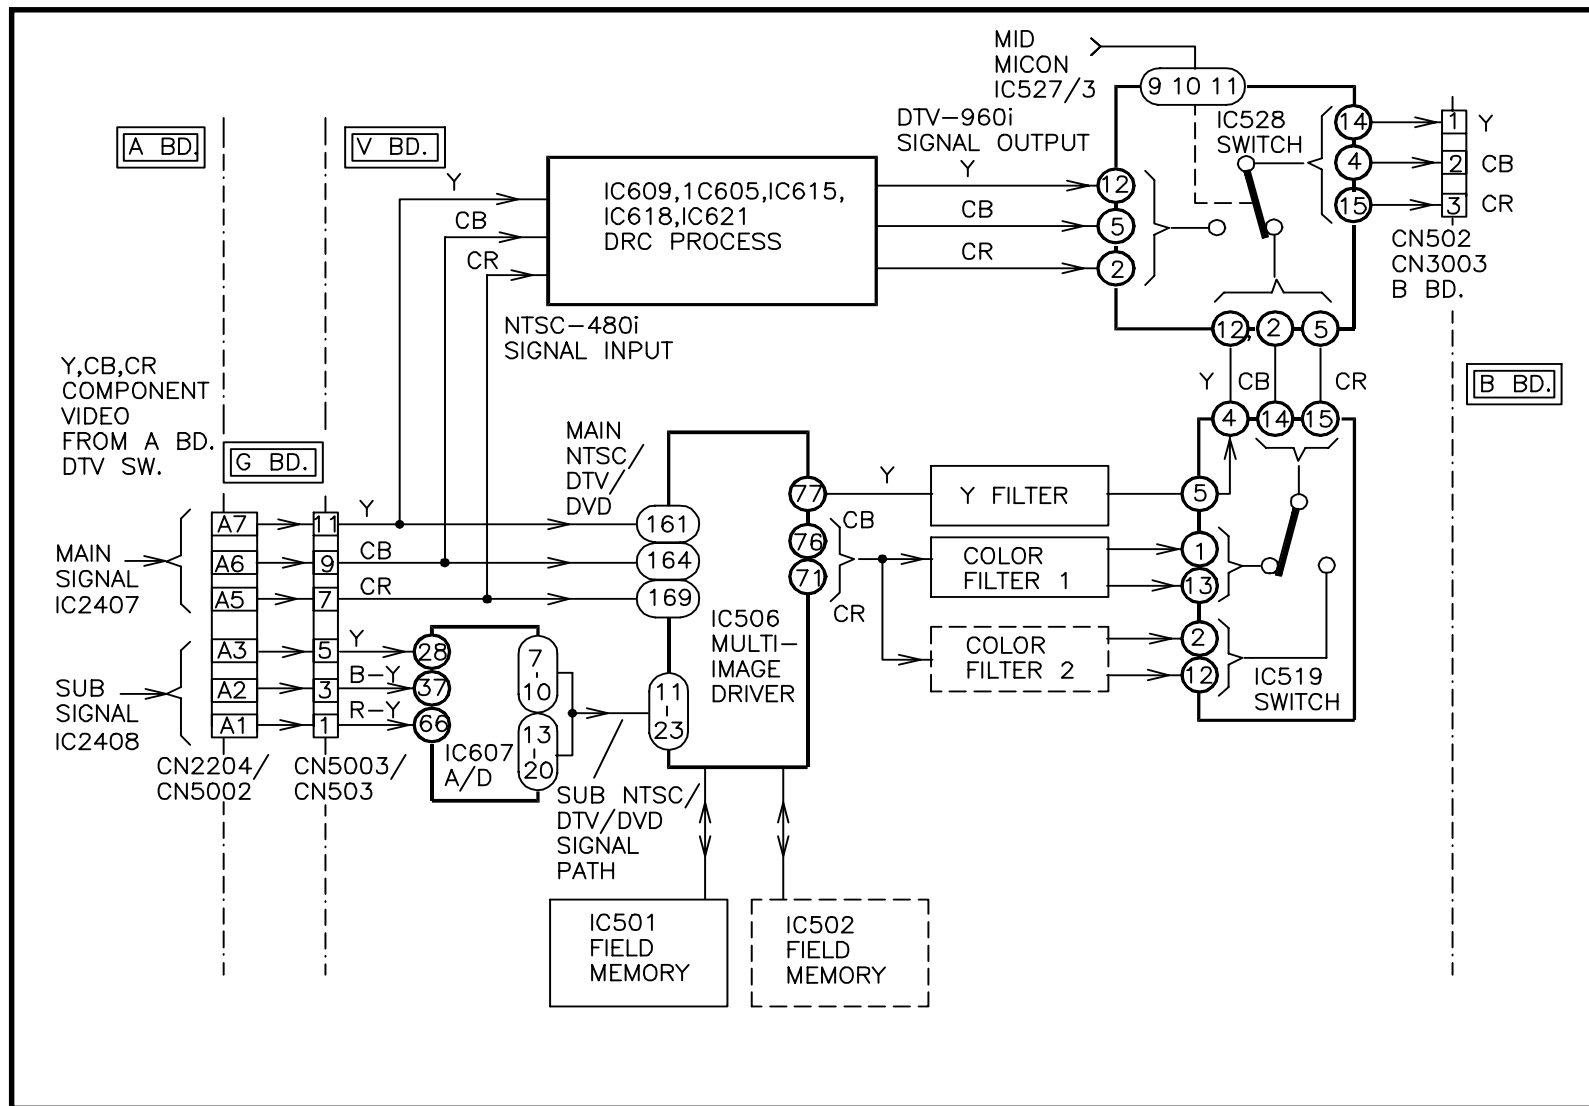 MID
MICON
IC527/3
9 10 11
DTV-960i
SIGNAL OUTPUT
IC528
SWITCH
14
4
15
1 Y
2 CB
3 CR
CN502
CN3003
B BD.
A BD.
V BD.
Y
CB
CR
IC609,1C605,IC615,
IC618,IC621
DRC PROCESS
Y
CB
CR
12
5
2
NTSC-480i
SIGNAL INPUT
12,
2
5
Y
CB
CR
B BD.
4
14
15
Y,CB,CR
COMPONENT
VIDEO
FROM A BD.
DTV SW.
G BD.
MAIN
NTSC/
DTV/
DVD
MAIN
SIGNAL
IC2407
A7
A6
A5
11
9
7
Y
CB
CR
161
164
169
77
76
71
Y
CB
CR
Y FILTER
COLOR
FILTER 1
COLOR
FILTER 2
5
1
13
2
12
IC519
SWITCH
IC506
MULTI-
IMAGE
DRIVER
SUB
SIGNAL
IC2408
A3
A2
A1
5
3
1
Y
B-Y
R-Y
28
37
66
7
-
10
13
-
20
11
-
23
IC607
A/D
CN2204/
CN5002
CN5003/
CN503
SUB NTSC/
DTV/DVD
SIGNAL
PATH
IC501
FIELD
MEMORY
IC502
FIELD
MEMORY